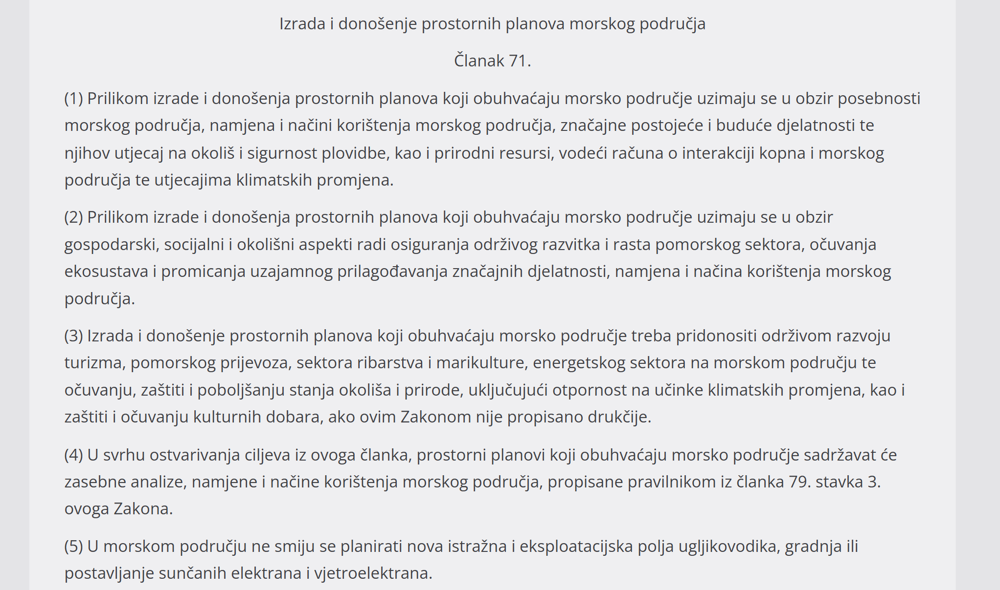 Izrada i donošenje prostornih planova morskog područja
Članak 71.
(1) Prilikom izrade i donošenja prostornih planova koji obuhvaćaju morsko područje uzimaju se u obzir posebnosti
morskog područja, namjena i načini korištenja morskog područja, značajne postojeće i buduće djelatnosti te
njihov utjecaj na okoliš i sigurnost plovidbe, kao i prirodni resursi, vodeći računa o interakciji kopna i morskog
područja te utjecajima klimatskih promjena.
(2) Prilikom izrade i donošenja prostornih planova koji obuhvaćaju morsko područje uzimaju se u obzir
gospodarski, socijalni i okolišni aspekti radi osiguranja održivog razvitka i rasta pomorskog sektora, očuvanja
ekosustava i promicanja uzajamnog prilagođavanja značajnih djelatnosti, namjena i načina korištenja morskog
područja.
(3) Izrada i donošenje prostornih planova koji obuhvaćaju morsko područje treba pridonositi održivom razvoju
turizma, pomorskog prijevoza, sektora ribarstva i marikulture, energetskog sektora na morskom području te
očuvanju, zaštiti i poboljšanju stanja okoliša i prirode, uključujući otpornost na učinke klimatskih promjena, kao i
zaštiti i očuvanju kulturnih dobara, ako ovim Zakonom nije propisano drukčije.
(4) U svrhu ostvarivanja ciljeva iz ovoga članka, prostorni planovi koji obuhvaćaju morsko područje sadržavat će
zasebne analize, namjene i načine korištenja morskog područja, propisane pravilnikom iz članka 79. stavka 3.
ovoga Zakona.
(5) U morskom području ne smiju se planirati nova istražna i eksploatacijska polja ugljikovodika, gradnja ili
postavljanje sunčanih elektrana i vjetroelektrana.